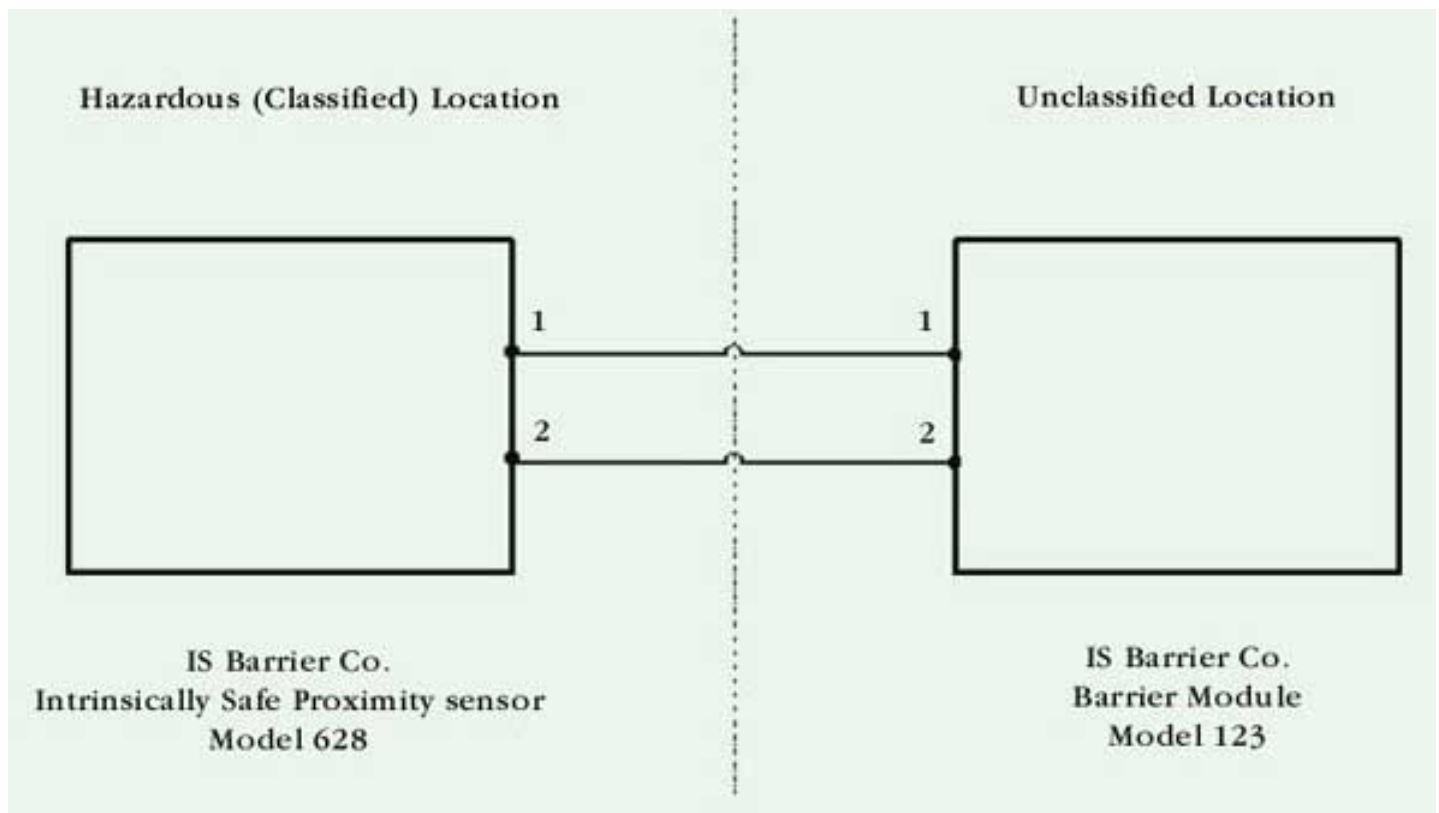 Hazardous (Classified) Location
Unclassified Location
1
1
2
2
IS Barrier Co.
Intrinsically Safe Proximity sensor
Model 628
IS Barrier Co.
Barrier Module
Model 123